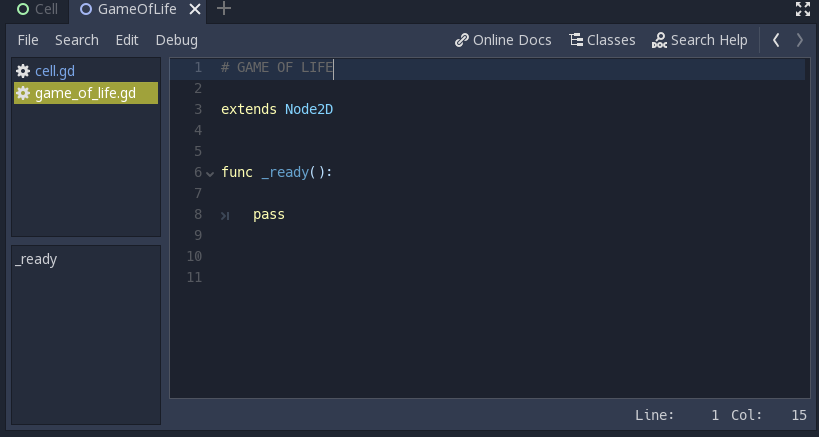 Cell GameOfLife
File Search Edit Debug Online Docs Classes Search Help
cell.gd
game_of_life.gd
_ready
1 # GAME OF LIFE
2
3 extends Node2D
4
5
6 func _ready():
7
8 pass
9
10
11
Line: 1 Col: 15